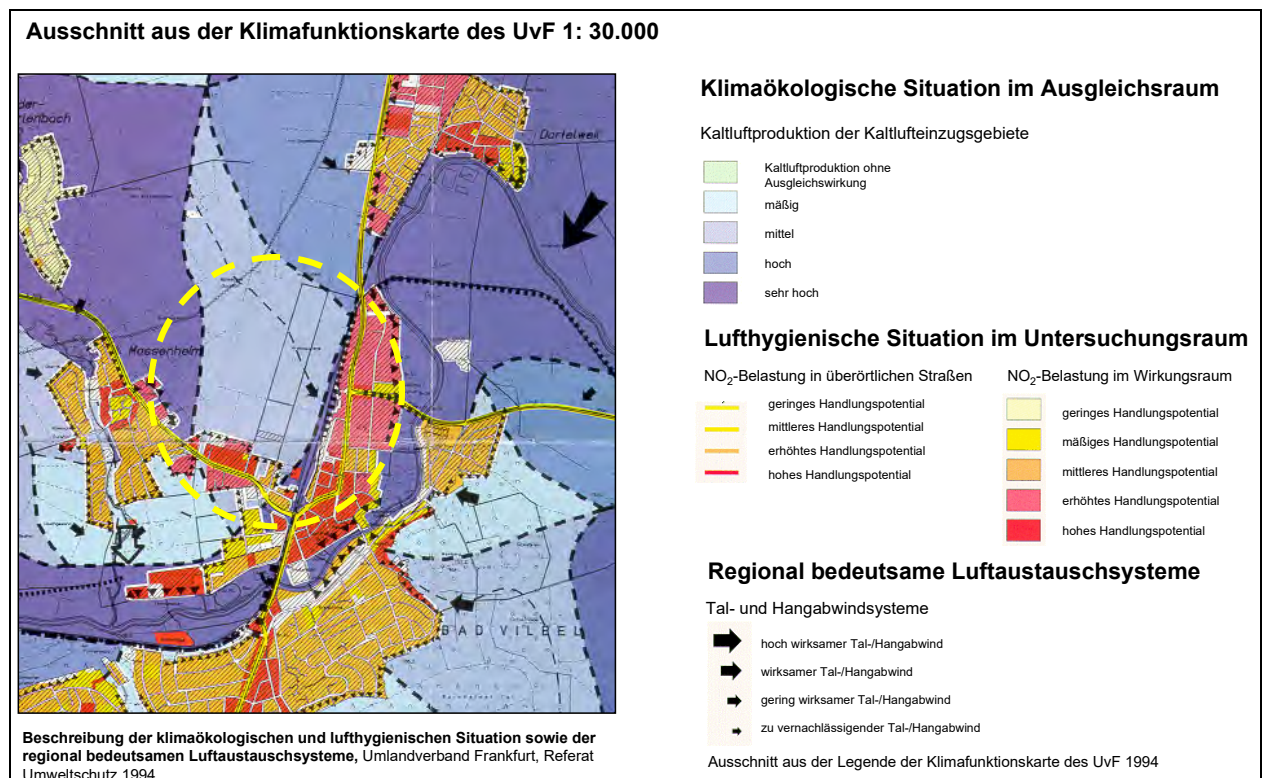 Ausschnitt aus der Klimafunktionskarte des UvF 1: 30.000
Dortelweil
Massenheim
BAD VILBEL
Beschreibung der klimaökologischen und lufthygienischen Situation sowie der
regional bedeutsamen Luftaustauschsysteme, Umlandverband Frankfurt, Referat
Umweltschutz 1994
Klimaökologische Situation im Ausgleichsraum
Kaltluftproduktion der Kaltlufteinzugsgebiete
Kaltluftproduktion ohne
Ausgleichswirkung
mäßig
mittel
hoch
sehr hoch
Lufthygienische Situation im Untersuchungsraum
NO₂-Belastung in überörtlichen Straßen
geringes Handlungspotential
mittleres Handlungspotential
erhöhtes Handlungspotential
hohes Handlungspotential
NO₂-Belastung im Wirkungsraum
geringes Handlungspotential
mäßiges Handlungspotential
mittleres Handlungspotential
erhöhtes Handlungspotential
hohes Handlungspotential
Regional bedeutsame Luftaustauschsysteme
Tal- und Hangabwindsysteme
hoch wirksamer Tal-/Hangabwind
wirksamer Tal-/Hangabwind
gering wirksamer Tal-/Hangabwind
zu vernachlässigender Tal-/Hangabwind
Ausschnitt aus der Legende der Klimafunktionskarte des UvF 1994